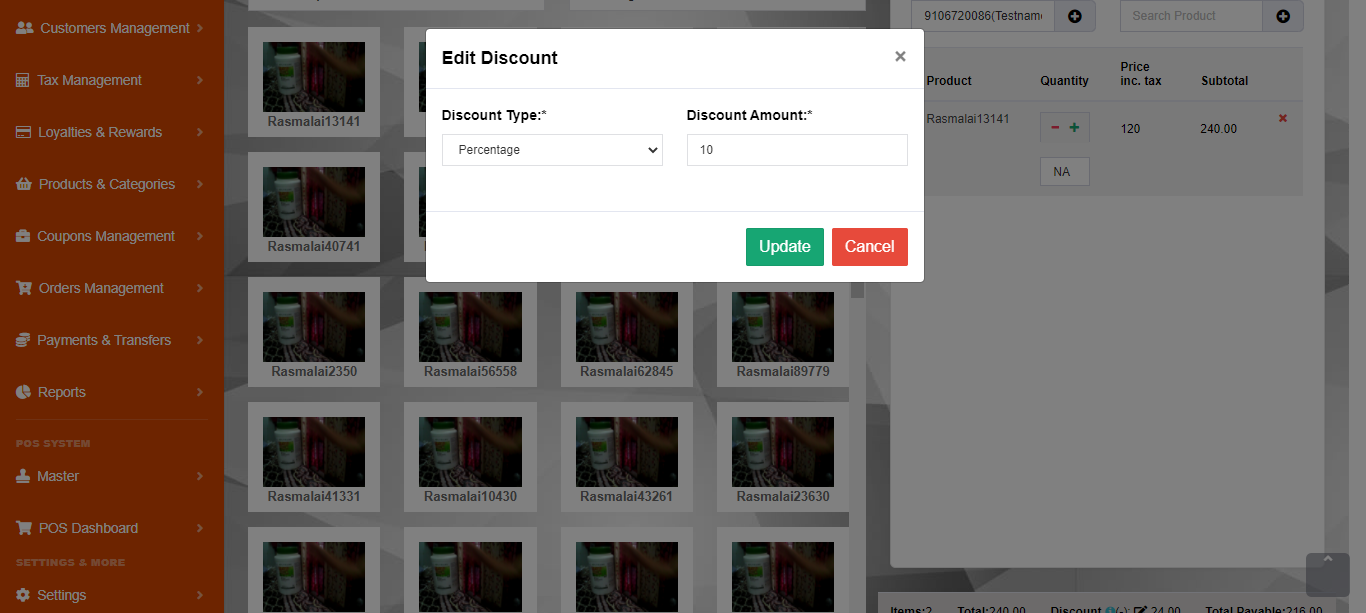 Customers Management
Tax Management
Loyalties & Rewards
Products & Categories
Coupons Management
Orders Management
Payments & Transfers
Reports
POS SYSTEM
Master
POS Dashboard
SETTINGS & MORE
Settings
Rasmalai13141
Rasmalai40741
Rasmalai2350
Rasmalai56558
Rasmalai62845
Rasmalai89779
Rasmalai41331
Rasmalai10430
Rasmalai43261
Rasmalai23630
Edit Discount
×
Discount Type:*
Discount Amount:*
Percentage
10
Update
Cancel
9106720086(Testname
Search Product
Product
Quantity
Price
inc. tax
Subtotal
Rasmalai13141
120
240.00
NA
Items:2
Total:240.00
Discount (-): 24.00
Total Payable:216.00